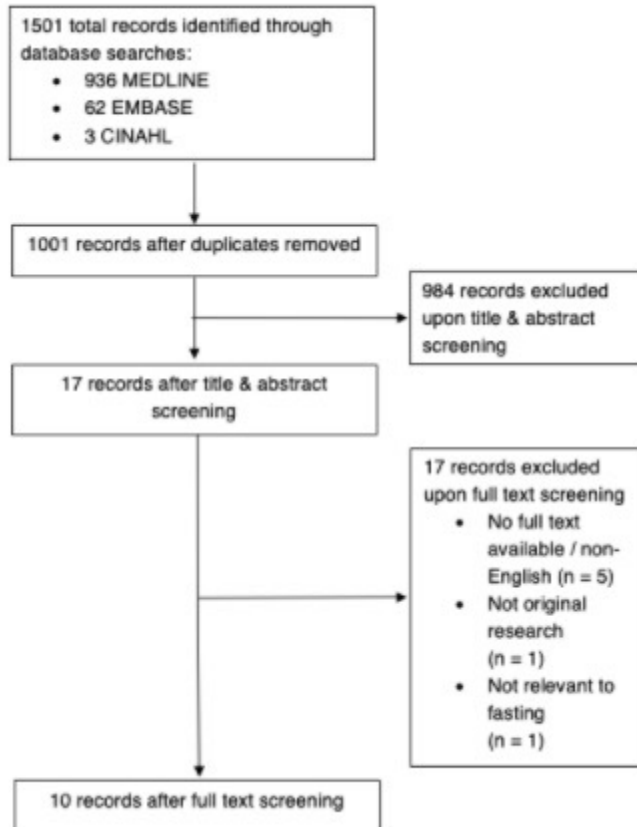 1501 total records identified through
database searches:
• 936 MEDLINE
• 62 EMBASE
• 3 CINAHL
1001 records after duplicates removed
984 records excluded
upon title & abstract
screening
17 records after title & abstract
screening
17 records excluded
upon full text screening
• No full text
available / non-
English (n = 5)
• Not original
research
(n = 1)
• Not relevant to
fasting
(n = 1)
10 records after full text screening